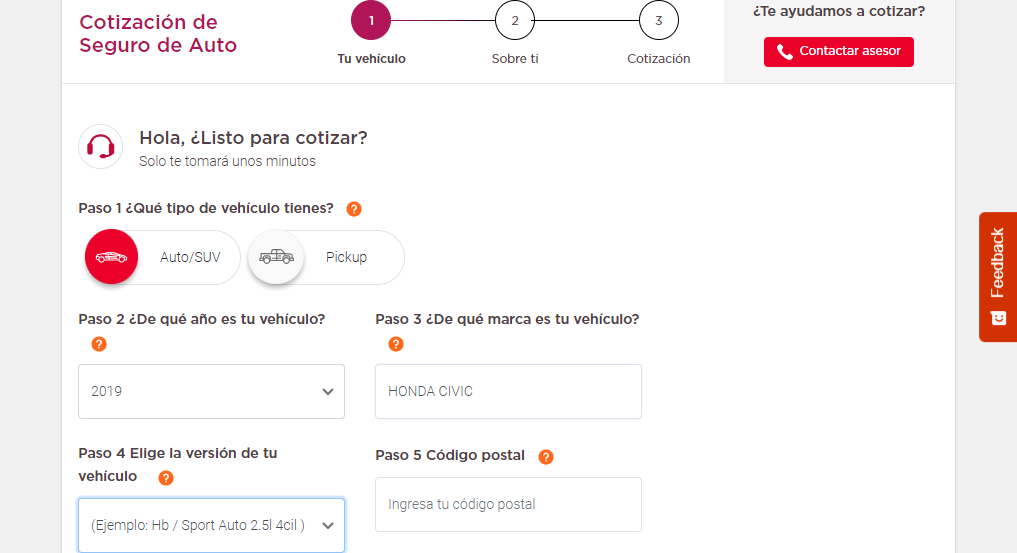 Cotización de
Seguro de Auto
1
2
3
Tu vehículo
Sobre ti
Cotización
¿Te ayudamos a cotizar?
Contactar asesor
Hola, ¿Listo para cotizar?
Solo te tomará unos minutos
Paso 1 ¿Qué tipo de vehículo tienes? ?
Auto/SUV
Pickup
Paso 2 ¿De qué año es tu vehículo?
?
2019
Paso 3 ¿De qué marca es tu vehículo?
?
HONDA CIVIC
Paso 4 Elige la versión de tu
vehículo ?
(Ejemplo: Hb / Sport Auto 2.5l 4cil )
Paso 5 Código postal ?
Ingresa tu código postal
Feedback